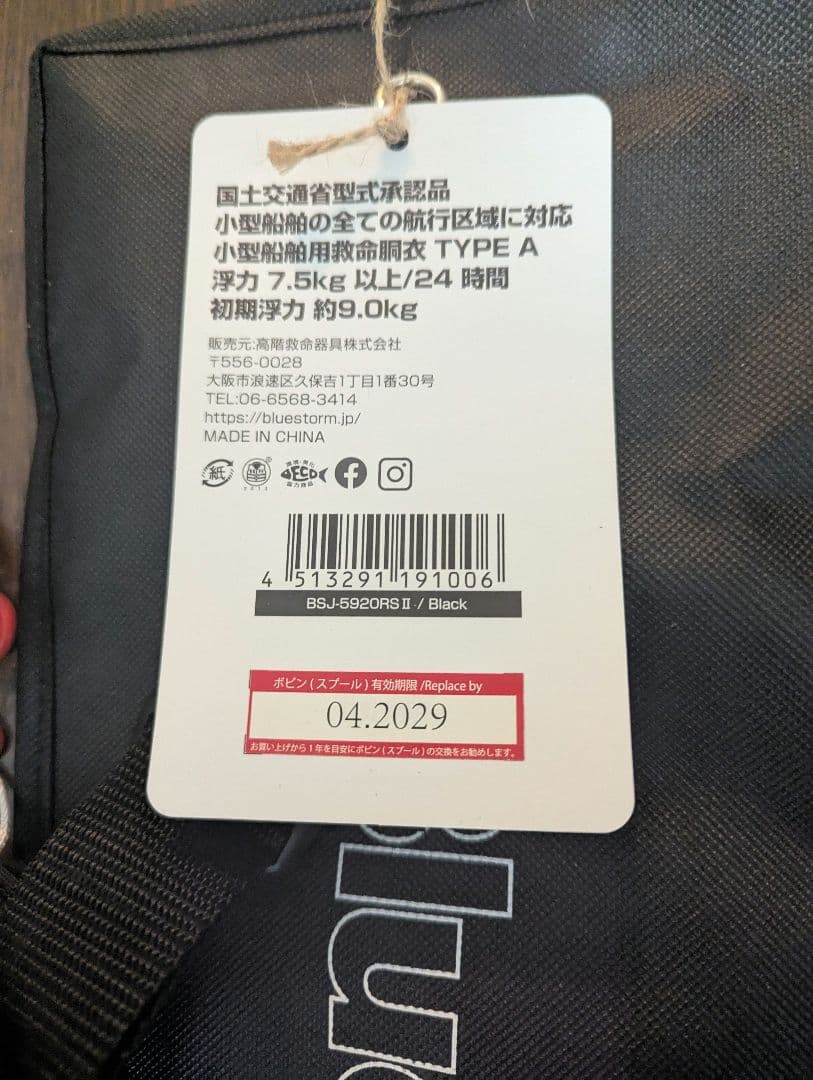 国土交通省型式承認品
小型船舶の全ての航行区域に対応
小型船舶用救命胴衣 TYPE A
浮力 7.5kg 以上/24 時間
初期浮力 約9.0kg
販売元:高階救命器具株式会社
〒556-0028
大阪市浪速区久保吉1丁目1番30号
TEL:06-6568-3414
https://bluestorm.jp/
MADE IN CHINA
紙
ECO
4 513291 191006
BSJ-5920RSⅡ / Black
ボビン(スプール)有効期限/Replace by
04.2029
お買い上げから1年を目安にボビン(スプール)の交換をお勧めします。